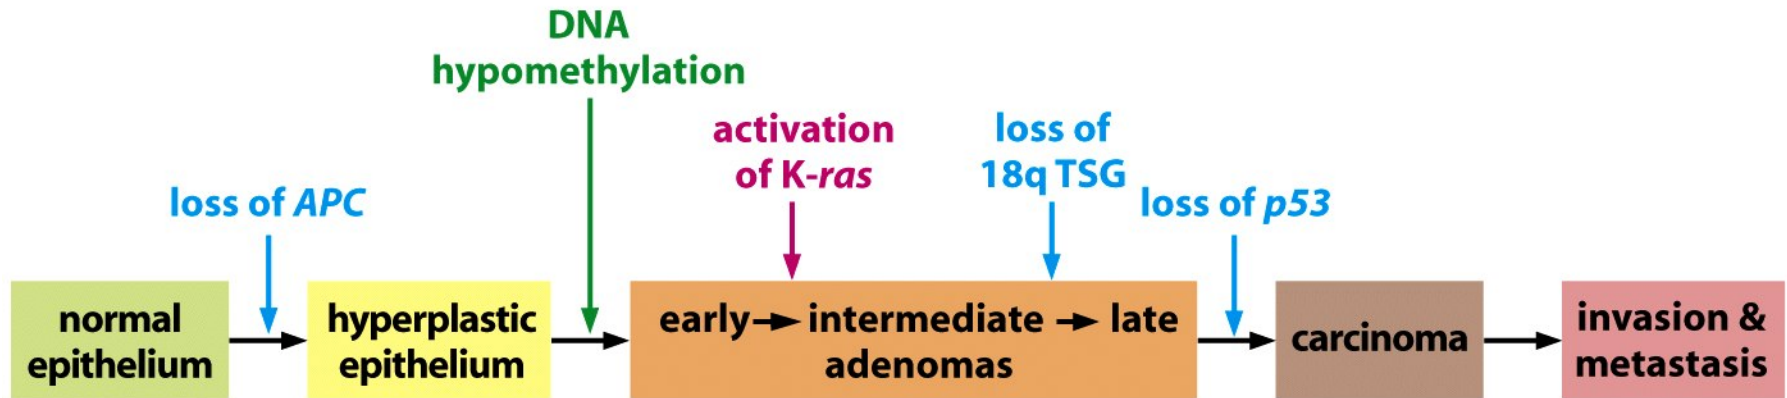 DNA
hypomethylation
activation
of K-ras
loss of
18q TSG
loss of APC
loss of p53
normal
epithelium
hyperplastic
epithelium
early intermediate late
adenomas
carcinoma
invasion &
metastasis